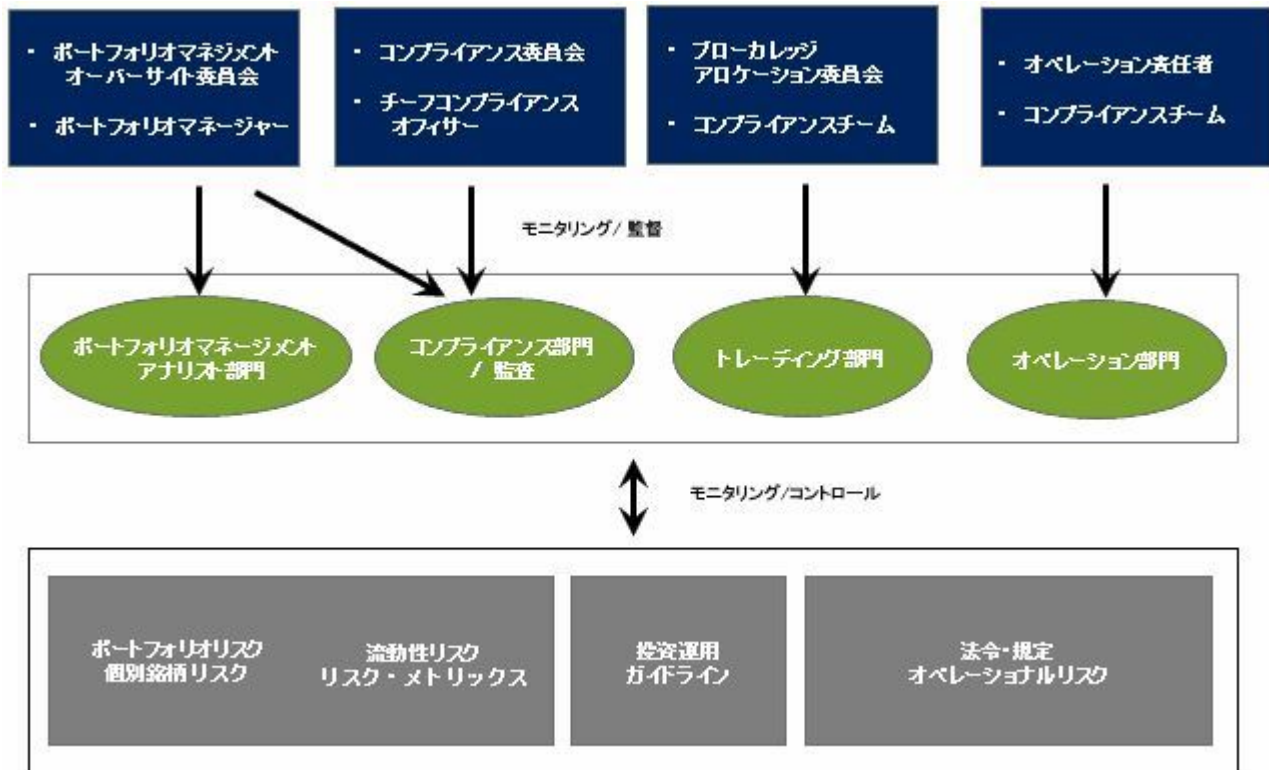 ・ ポートフォリオマネジメント
オーバーサイト委員会
・ ポートフォリオマネージャー
・ コンプライアンス委員会
・ チーフコンプライアンス
オフィサー
・ ブローカレッジ
アロケーション委員会
・ コンプライアンスチーム
・ オペレーション責任者
・ コンプライアンスチーム
モニタリング/ 監督
ポートフォリオマネージメント
アナリスト部門
コンプライアンス部門
/ 監査
トレーディング部門
オペレーション部門
モニタリング/コントロール
ポートフォリオリスク
個別銘柄リスク
流動性リスク
リスク・メトリックス
投資運用
ガイドライン
法令・規定
オペレーショナルリスク